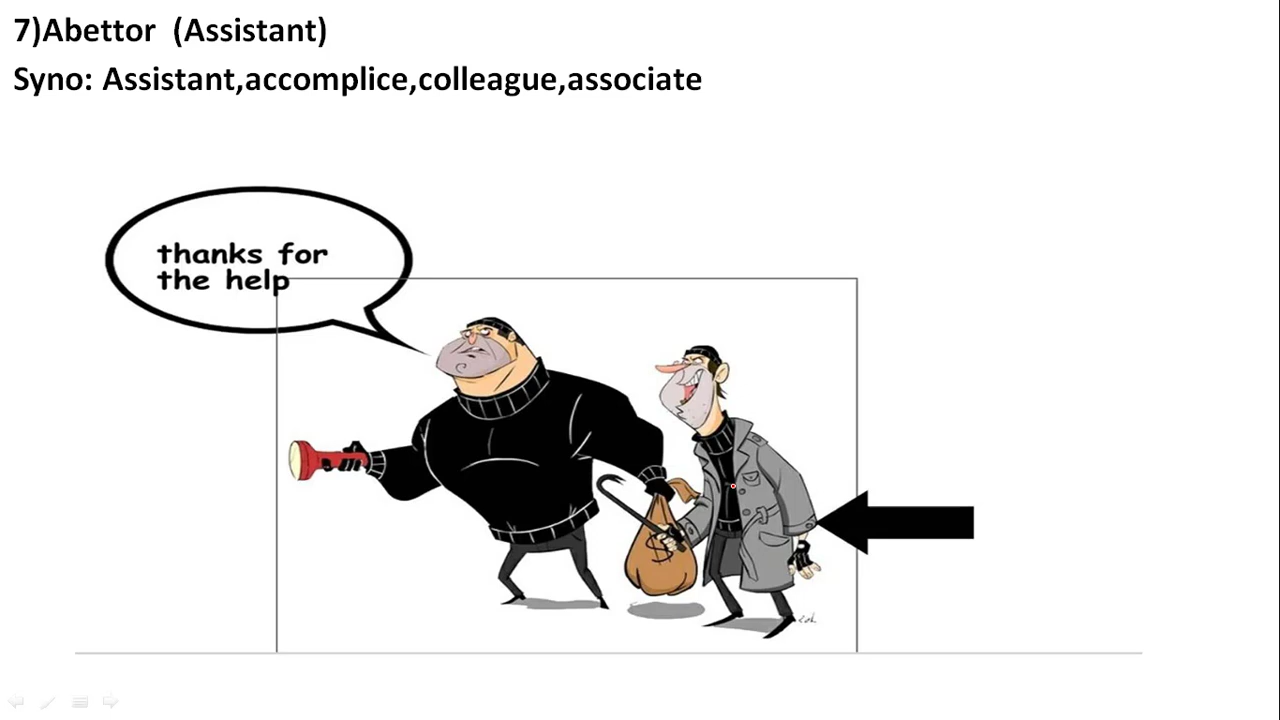 7)Abettor  (Assistant)
Syno: Assistant,accomplice,colleague,associate
thanks for
the help
$